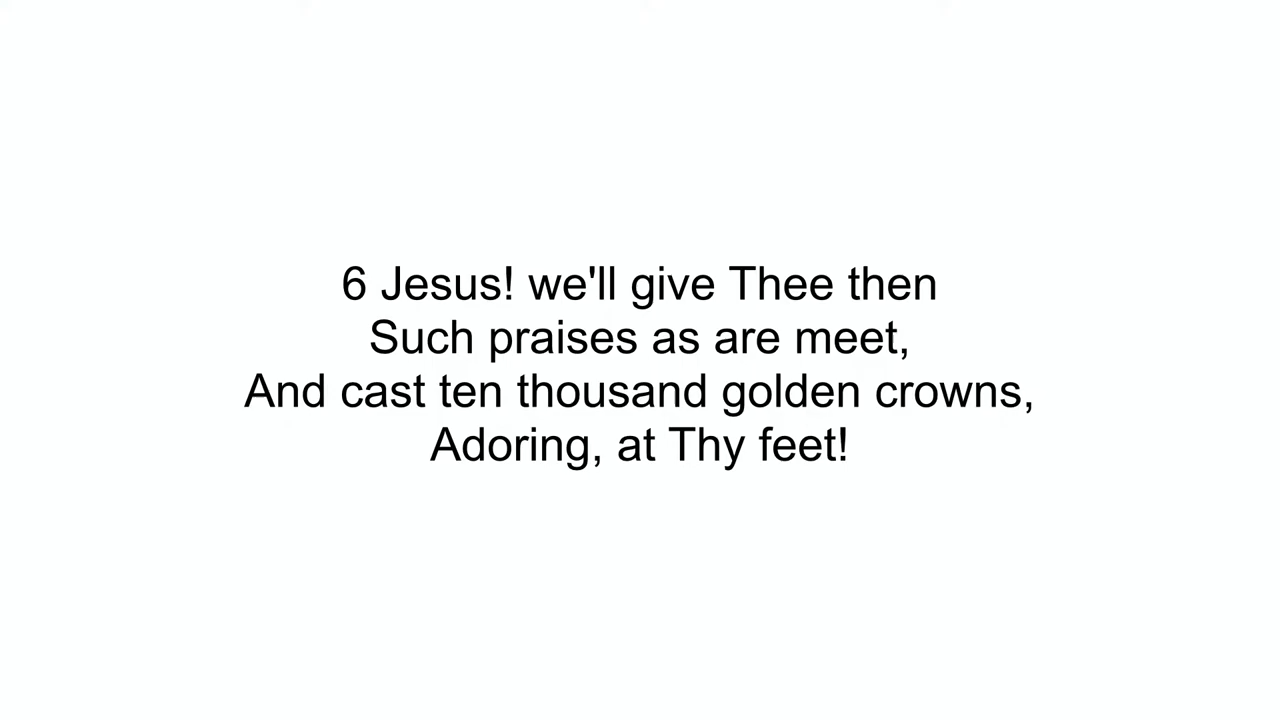 6 Jesus! we'll give Thee then
Such praises as are meet,
And cast ten thousand golden crowns,
Adoring, at Thy feet!